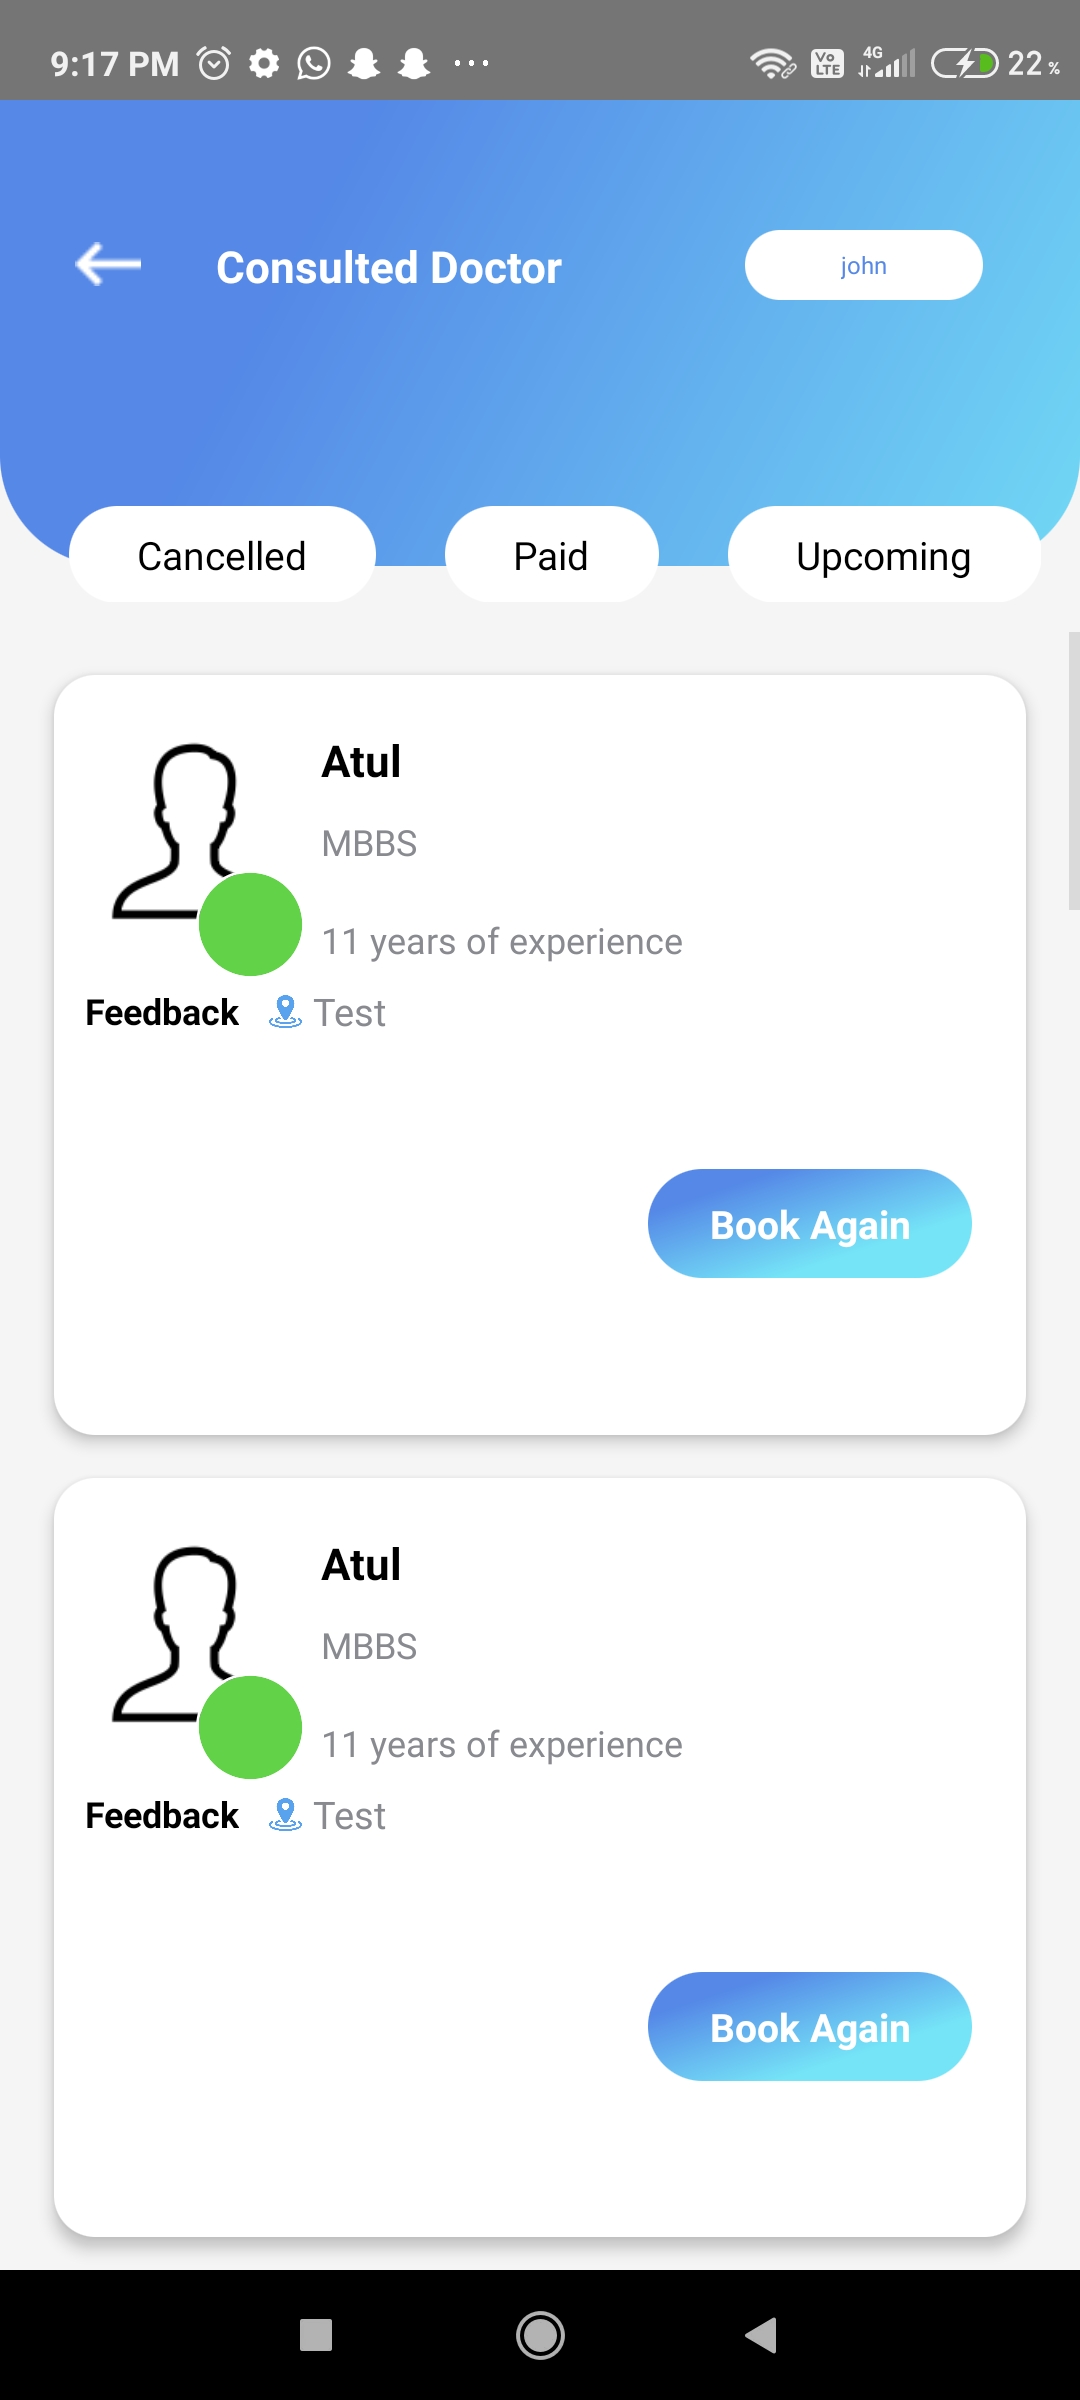 9:17 PM ... Vo LTE 4G 22 %
Consulted Doctor john
Cancelled Paid Upcoming
Atul
MBBS
11 years of experience
Feedback Test
Book Again
Atul
MBBS
11 years of experience
Feedback Test
Book Again